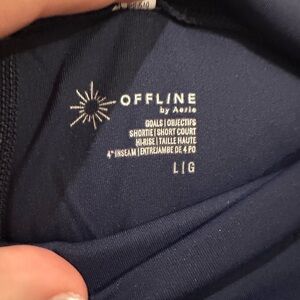 OFFLINE
by Aerie
GOALS | OBJECTIFS
SHORTIE | SHORT COURT
HI-RISE | TAILLE HAUTE
4" INSEAM | ENTREJAMBE DE 4 PO
L | G